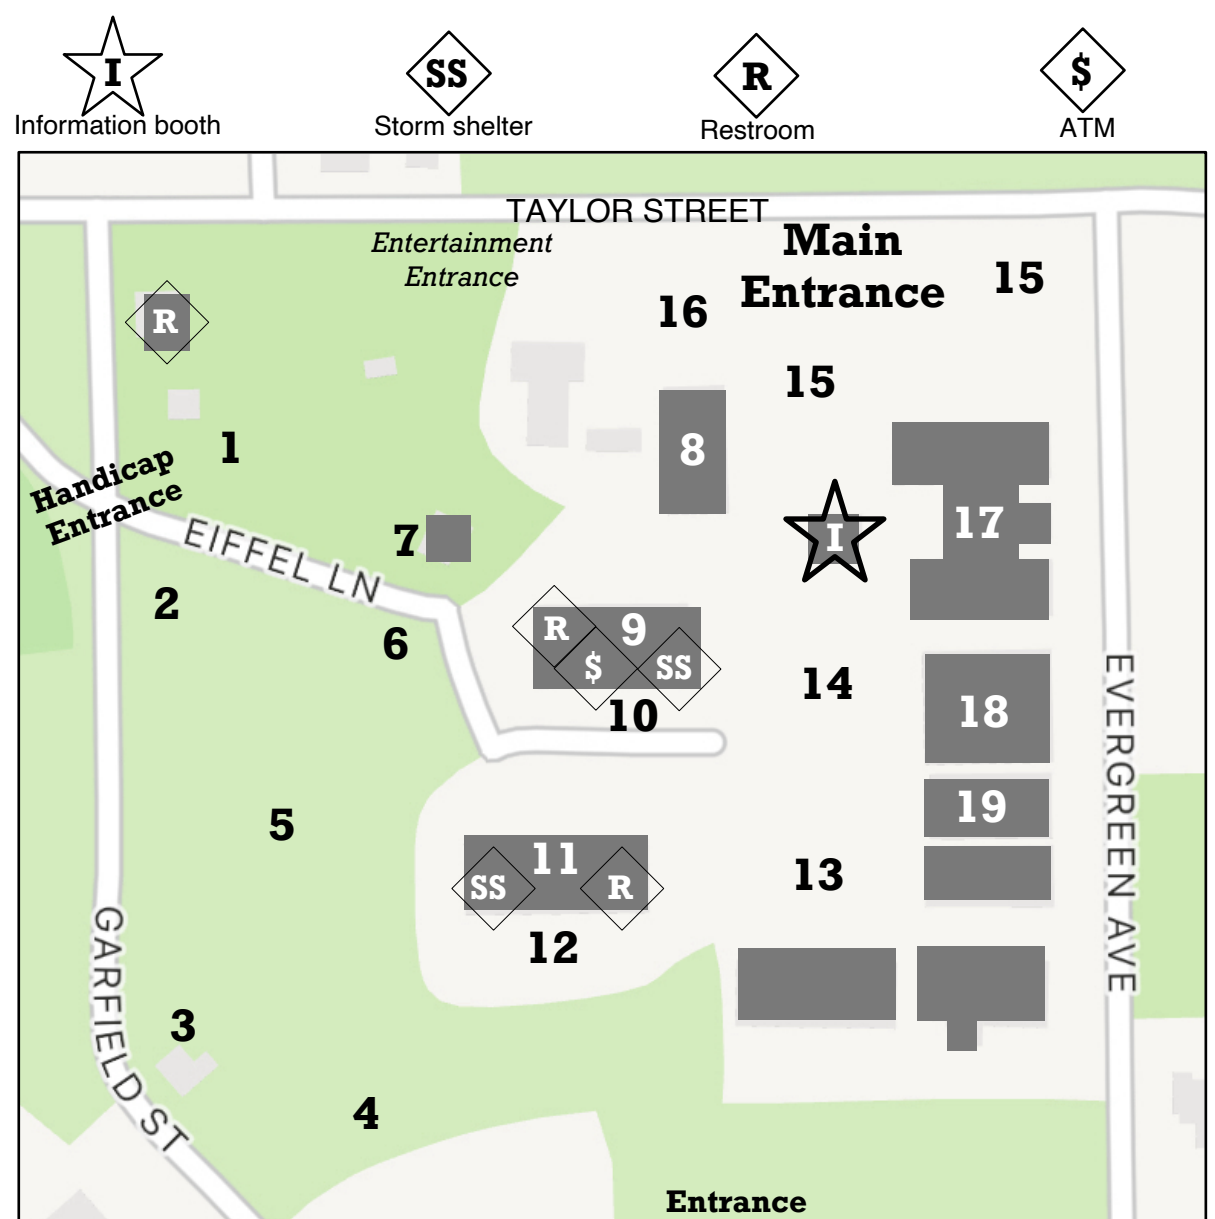 I
SS
R
$
Information booth
Storm shelter
Restroom
ATM
TAYLOR STREET
Entertainment
Entrance
Main
Entrance
15
16
R
15
1
8
Handicap
Entrance
EIFFEL LN
7
I
17
2
6
R
9
$
SS
10
14
18
EVERGREEN AVE
5
19
11
SS
R
13
12
GARFIELD ST
3
4
Entrance